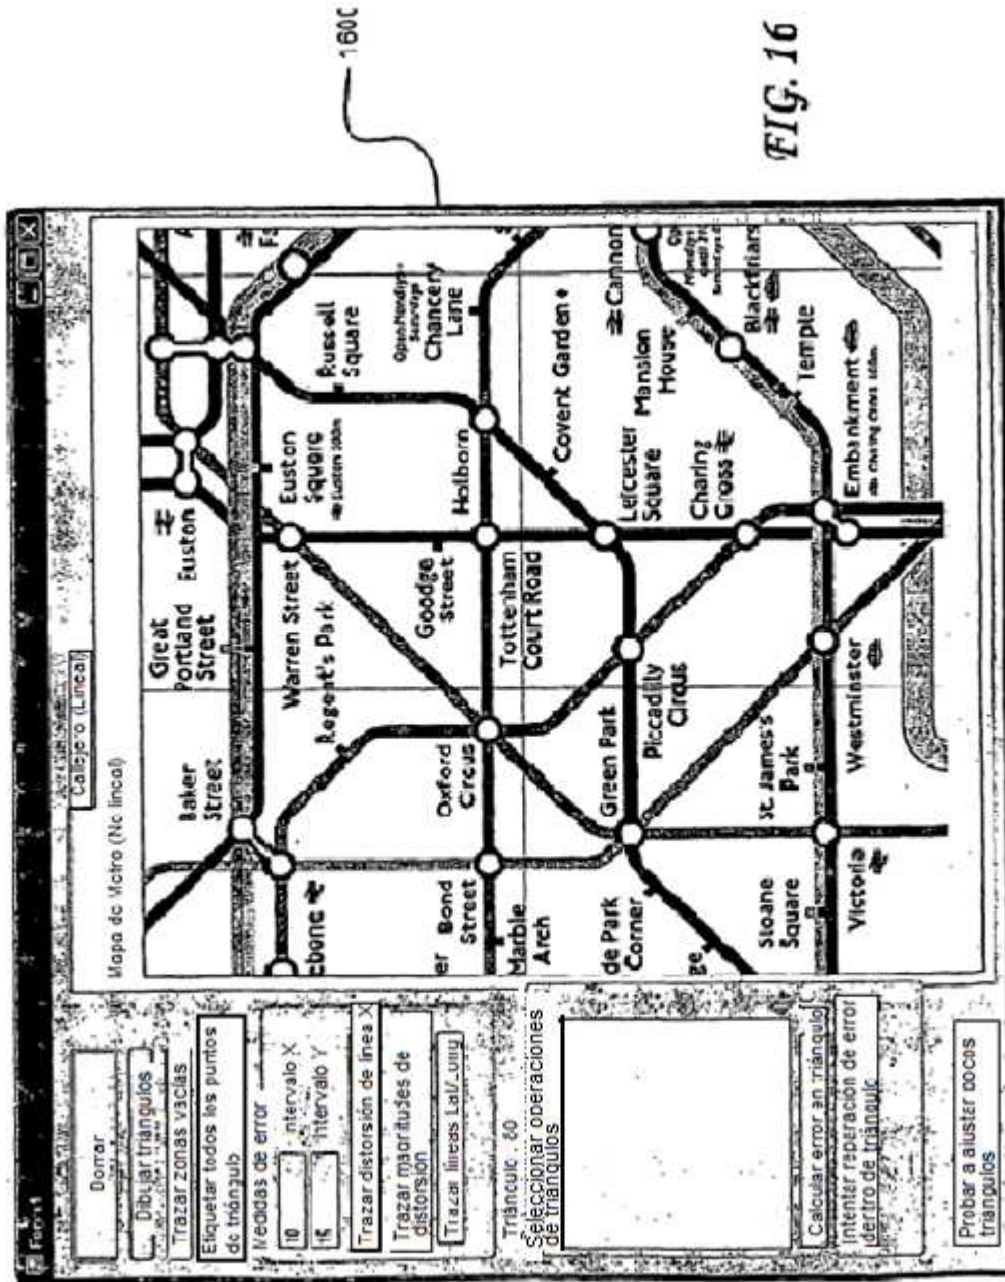 Form1
Borrar
Dibujar triángulos
Trazar zonas vacías
Etiquetar todos los puntos
de triángulo
Medidas de error
10
Intervalo X
Intervalo Y
Trazar distorsión de línea X
Trazar magnitudes de
distorsión
Triángulo
Seleccionar operaciones
de triángulos
Calcular error en triángulo
Intentar reparación de error
dentro de triángulo
Probar a ajustar pocos
triangulos
Callejero (Lineal)
Mapa de Metro (No lineal)
Baker
Street
Great
Portland
Street
Euston
Warren Street
Regent's Park
Euston
Square
Russell
Square
Goodge
Street
Holborn
Chancery
Lane
cbone
er
Bond
Street
Marble
Arch
Oxford
Circus
Tottenham
Court Road
Covent Garden
de Park
Corner
ge
Green Park
Piccadilly
Circus
Leicester
Square
Charing
Cross
Mansion
House
Cannon
Blackfriars
Temple
Sloane
Square
St. James's
Park
Victoria
Westminster
Embankment
1600
FIG. 16